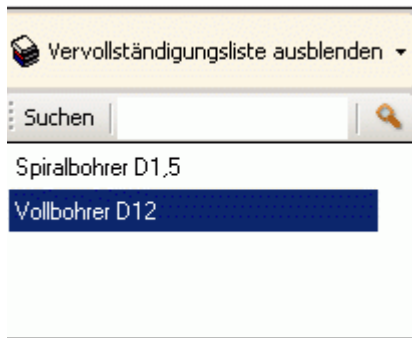 Vervollständigungsliste ausblenden
Suchen
Spiralbohrer D1,5
Vollbohrer D12